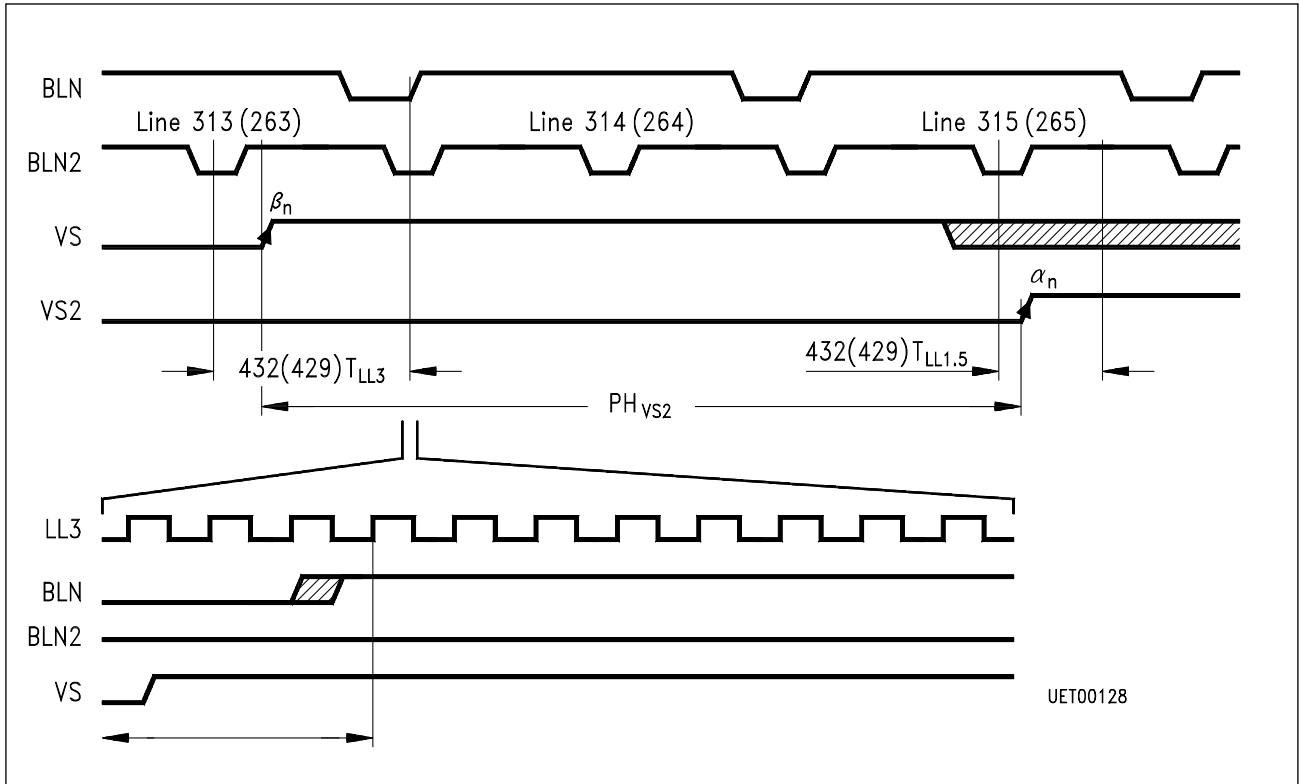 BLN
Line 313 (263) Line 314 (264) Line 315 (265)
BLN2
βn
VS
αn
VS2
432(429)TLL3 432(429)TLL1.5
PHVS2
LL3
BLN
BLN2
VS
UET00128